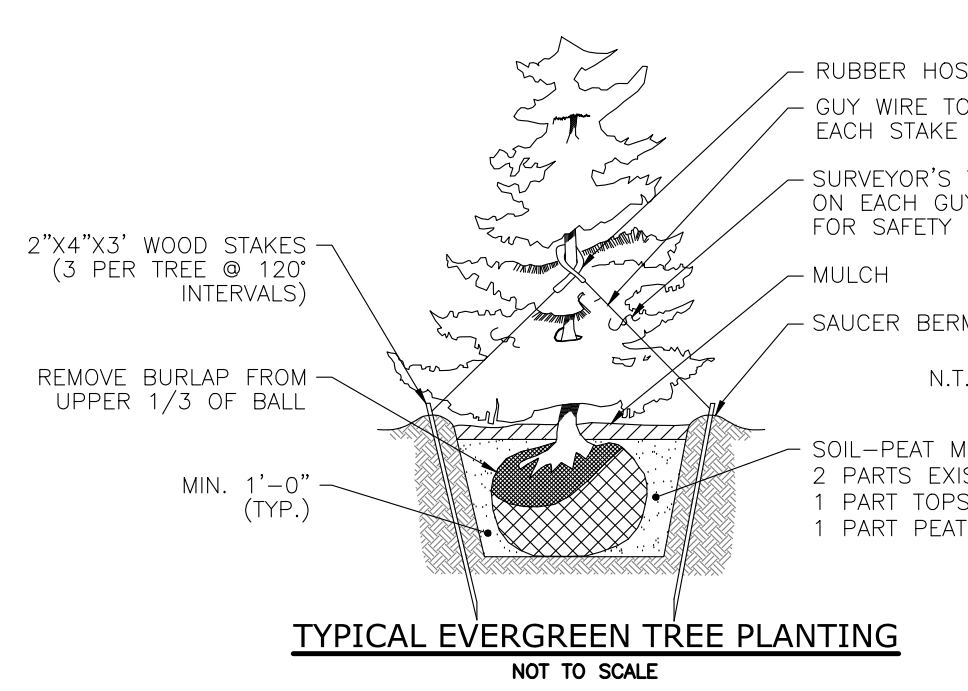 RUBBER HOS
GUY WIRE TO
EACH STAKE
SURVEYOR'S
ON EACH GUY
FOR SAFETY
2"X4"X3' WOOD STAKES
(3 PER TREE @ 120°
INTERVALS)
MULCH
SAUCER BERM
N.T.
REMOVE BURLAP FROM
UPPER 1/3 OF BALL
SOIL-PEAT M
2 PARTS EXIS
1 PART TOPS
1 PART PEAT
MIN. 1'-0"
(TYP.)
TYPICAL EVERGREEN TREE PLANTING
NOT TO SCALE